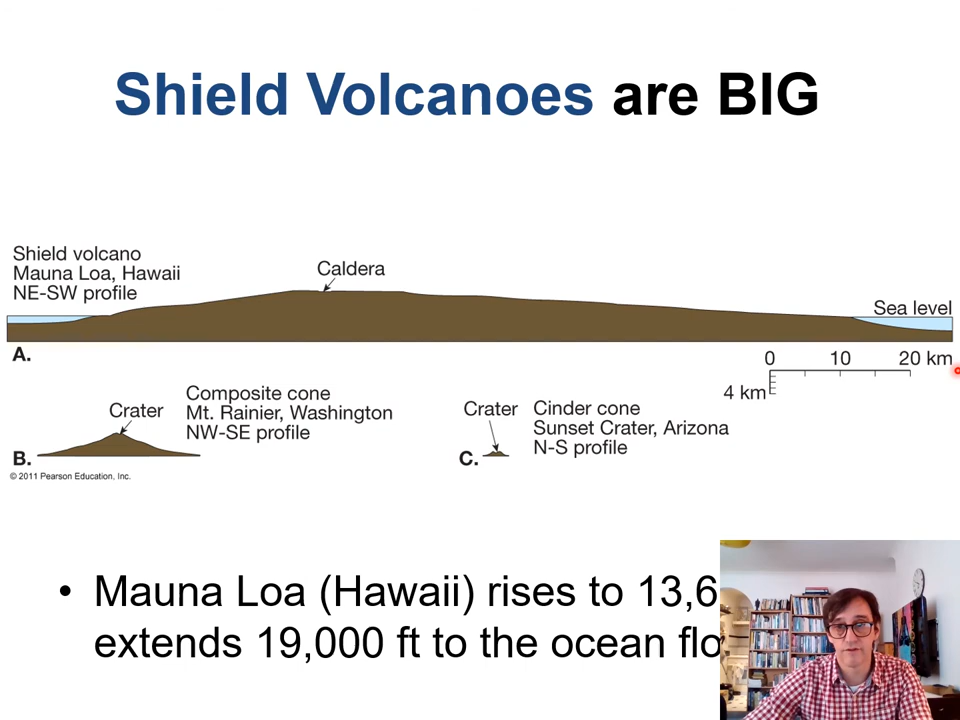 Shield Volcanoes are BIG
Shield volcano
Mauna Loa, Hawaii
NE-SW profile
Caldera
Sea level
A.
0 10 20 km
4 km
Crater
Composite cone
Mt. Rainier, Washington
NW-SE profile
B.
Crater
Cinder cone
Sunset Crater, Arizona
N-S profile
C.
© 2011 Pearson Education, Inc.
• Mauna Loa (Hawaii) rises to 13,6
extends 19,000 ft to the ocean flo